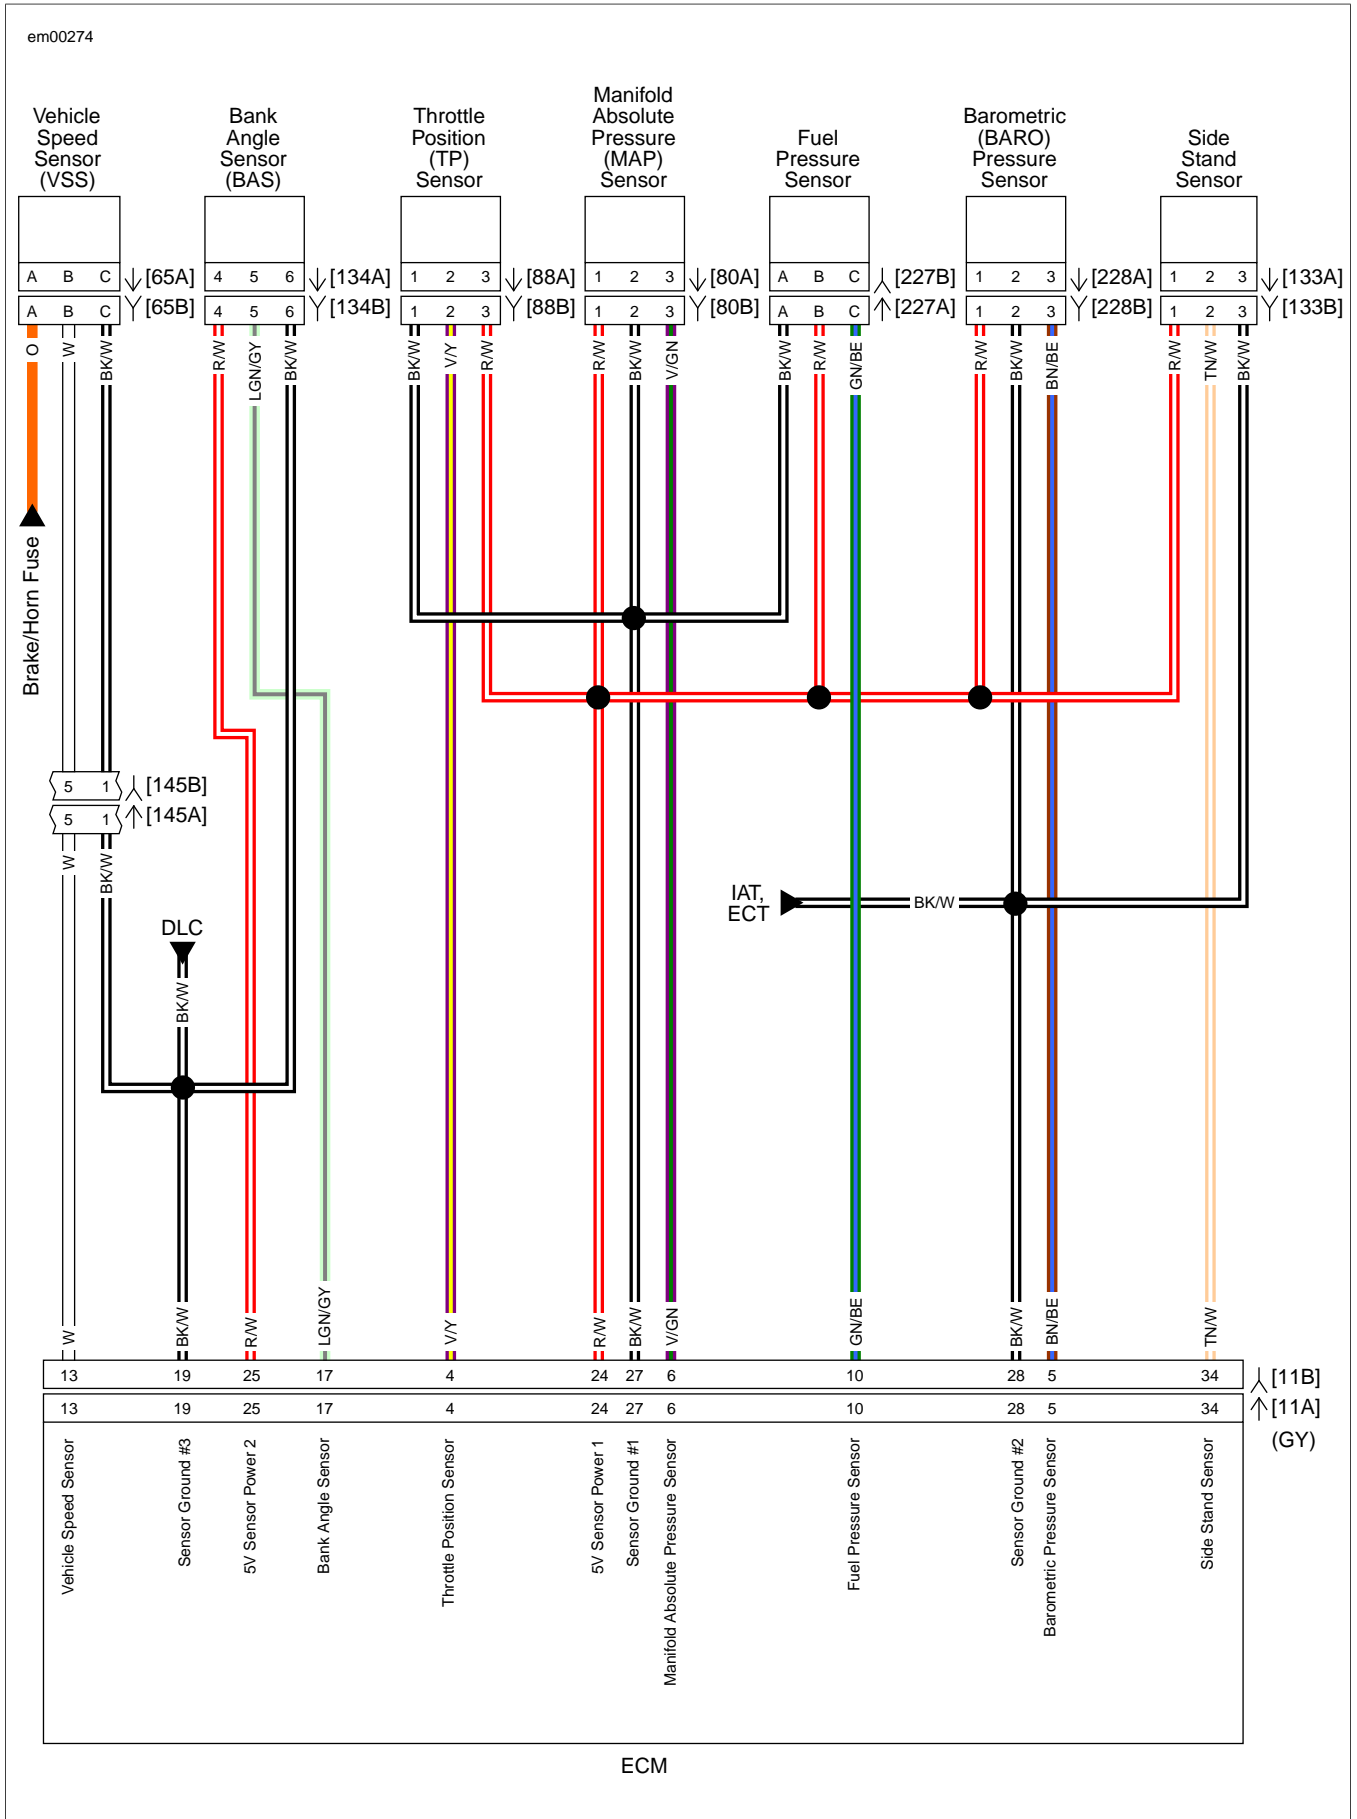 em00274
Vehicle
Speed
Sensor
(VSS)
Bank
Angle
Sensor
(BAS)
Throttle
Position
(TP)
Sensor
Manifold
Absolute
Pressure
(MAP)
Sensor
Fuel
Pressure
Sensor
Barometric
(BARO)
Pressure
Sensor
Side
Stand
Sensor
A B C [65A] 4 5 6 [134A] 1 2 3 [88A] 1 2 3 [80A] A B C [227B] 1 2 3 [228A] 1 2 3 [133A]
A B C [65B] 4 5 6 [134B] 1 2 3 [88B] 1 2 3 [80B] A B C [227A] 1 2 3 [228B] 1 2 3 [133B]
O W BK/W R/W LGN/GY BK/W BK/W V/Y R/W R/W BK/W V/GN BK/W R/W GN/BE R/W BK/W BN/BE R/W TN/W BK/W
Brake/Horn Fuse
5 1 [145B]
5 1 [145A]
W BK/W
IAT,
ECT
BK/W
DLC
BK/W
W BK/W R/W LGN/GY V/Y R/W BK/W V/GN GN/BE BK/W BN/BE TN/W
13 19 25 17 4 24 27 6 10 28 5 34 [11B]
13 19 25 17 4 24 27 6 10 28 5 34 [11A]
(GY)
Vehicle Speed Sensor
Sensor Ground #3
5V Sensor Power 2
Bank Angle Sensor
Throttle Position Sensor
5V Sensor Power 1
Sensor Ground #1
Manifold Absolute Pressure Sensor
Fuel Pressure Sensor
Sensor Ground #2
Barometric Pressure Sensor
Side Stand Sensor
ECM